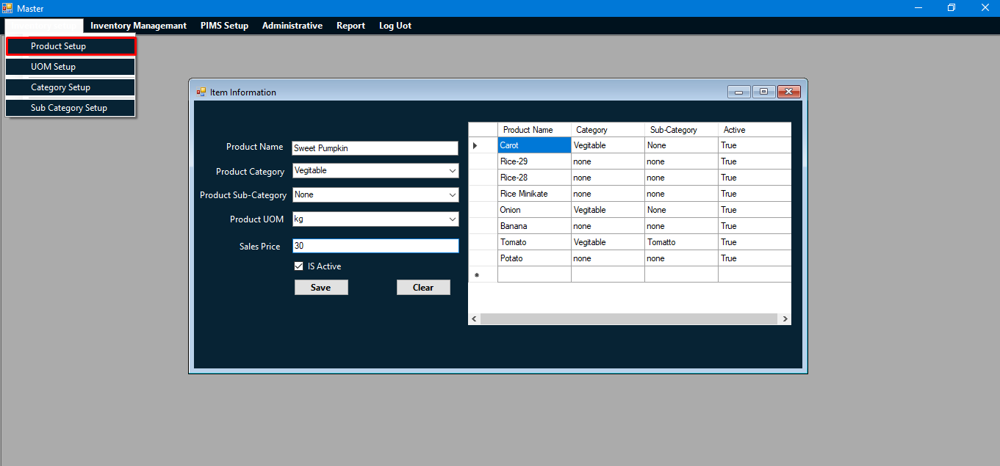 Master
Inventory Management PIMS Setup Administrative Report Log Uot
Product Setup
UOM Setup
Category Setup
Sub Category Setup
Item Information
Product Name Sweet Pumpkin
Product Category Vegitable
Product Sub-Category None
Product UOM kg
Sales Price 30
IS Active
Save Clear
Product Name Category Sub-Category Active
Carot Vegitable None True
Rice-29 none none True
Rice-28 none none True
Rice Minikate none none True
Onion Vegitable None True
Banana none none True
Tomato Vegitable Tomatto True
Potato none none True